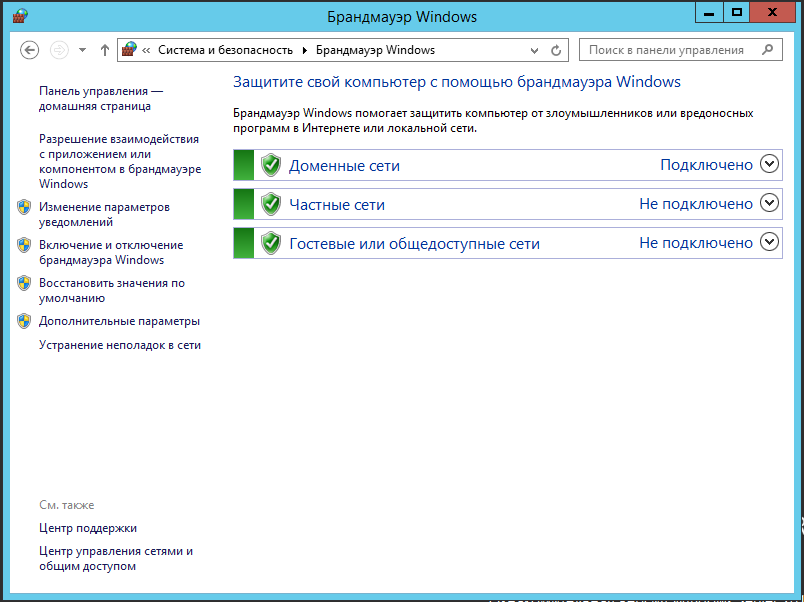 Брандмауэр Windows
« Система и безопасность ▸ Брандмауэр Windows
Поиск в панели управления
Панель управления —
домашняя страница
Разрешение взаимодействия
с приложением или
компонентом в брандмауэре
Windows
Изменение параметров
уведомлений
Включение и отключение
брандмауэра Windows
Восстановить значения по
умолчанию
Дополнительные параметры
Устранение неполадок в сети
См. также
Центр поддержки
Центр управления сетями и
общим доступом
Защитите свой компьютер с помощью брандмауэра Windows
Брандмауэр Windows помогает защитить компьютер от злоумышленников или вредоносных
программ в Интернете или локальной сети.
Доменные сети Подключено
Частные сети Не подключено
Гостевые или общедоступные сети Не подключено